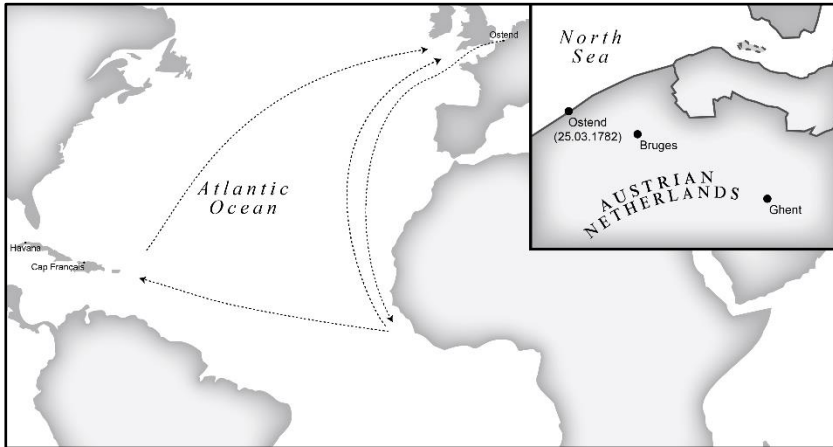 Ostend
Atlantic
Ocean
Havana
Cap Français
North
Sea
Ostend
(25.03.1782)
Bruges
AUSTRIAN
NETHERLANDS
Ghent